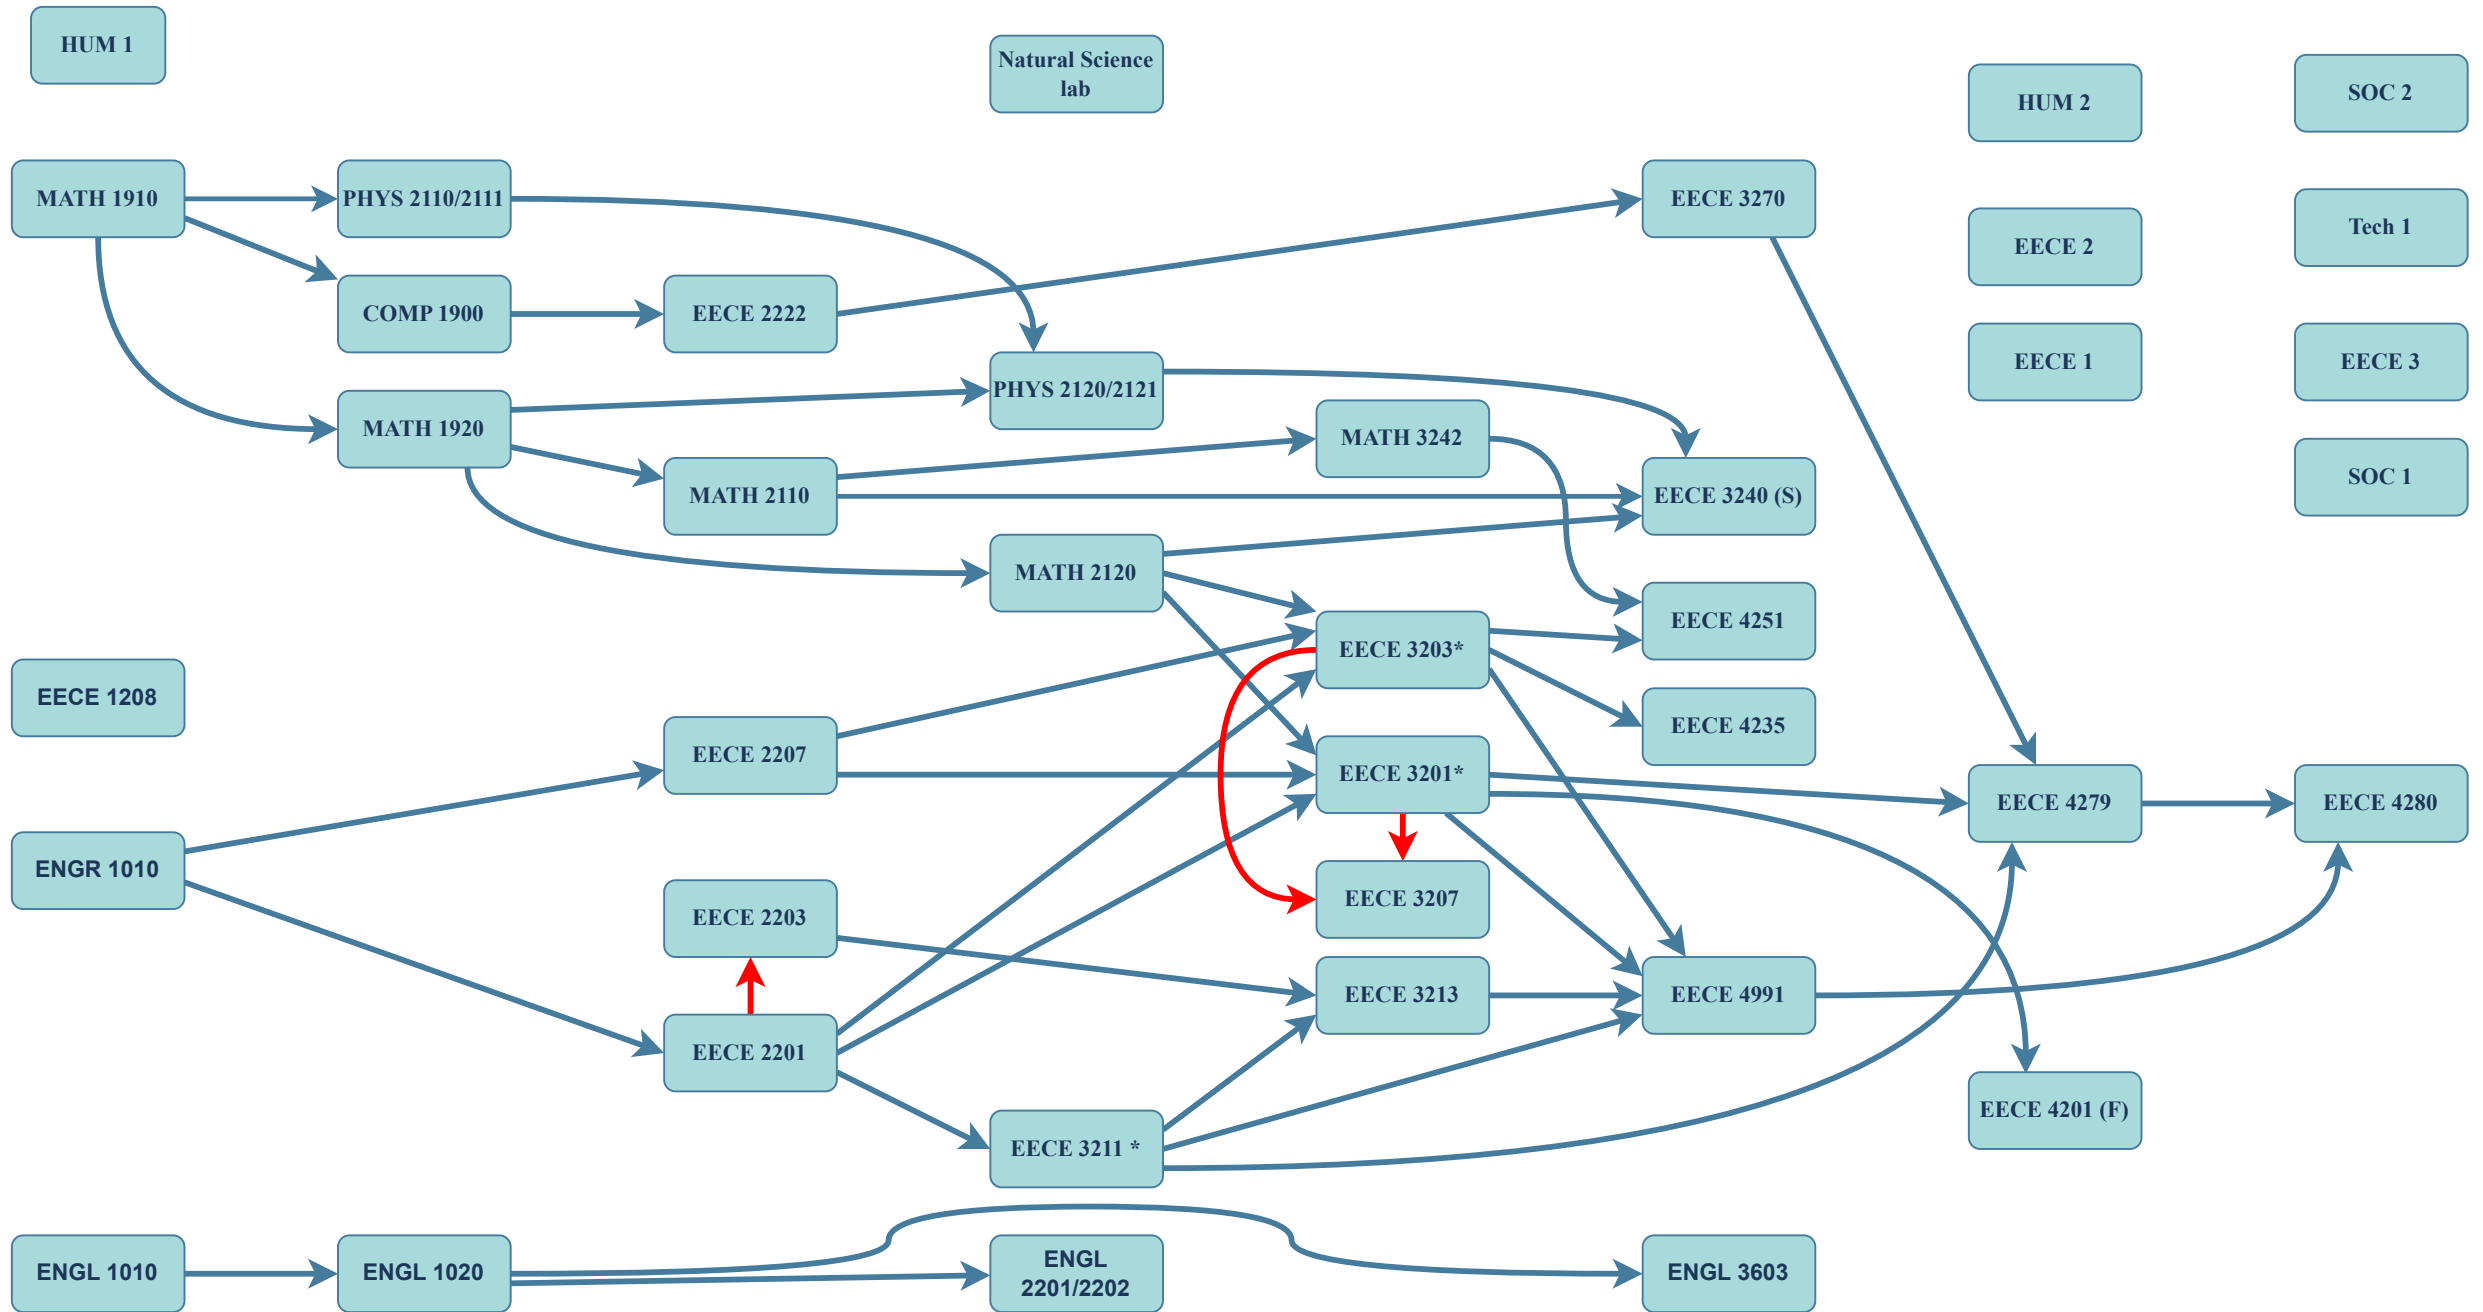 HUM 1
MATH 1910
EECE 1208
ENGR 1010
ENGL 1010
PHYS 2110/2111
COMP 1900
MATH 1920
ENGL 1020
EECE 2222
MATH 2110
EECE 2207
EECE 2203
EECE 2201
Natural Science
lab
PHYS 2120/2121
MATH 2120
EECE 3211 *
ENGL
2201/2202
MATH 3242
EECE 3203*
EECE 3201*
EECE 3207
EECE 3213
EECE 3270
EECE 3240 (S)
EECE 4251
EECE 4235
EECE 4991
ENGL 3603
HUM 2
EECE 2
EECE 1
EECE 4279
EECE 4201 (F)
SOC 2
Tech 1
EECE 3
SOC 1
EECE 4280